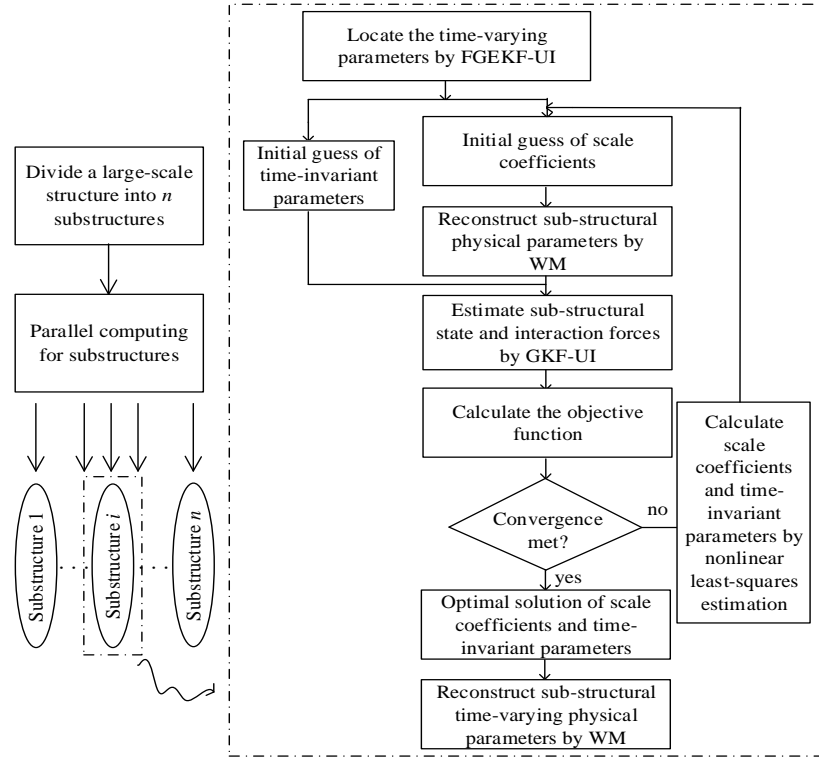 Divide a large-scale
structure into n
substructures
Parallel computing
for substructures
Substructure 1
Substructure i
Substructure n
Locate the time-varying
parameters by FGEKF-UI
Initial guess of
time-invariant
parameters
Initial guess of scale
coefficients
Reconstruct sub-structural
physical parameters by
WM
Estimate sub-structural
state and interaction forces
by GKF-UI
Calculate the objective
function
Convergence
met?
no
yes
Calculate
scale
coefficients
and time-
invariant
parameters by
nonlinear
least-squares
estimation
Optimal solution of scale
coefficients and time-
invariant parameters
Reconstruct sub-structural
time-varying physical
parameters by WM